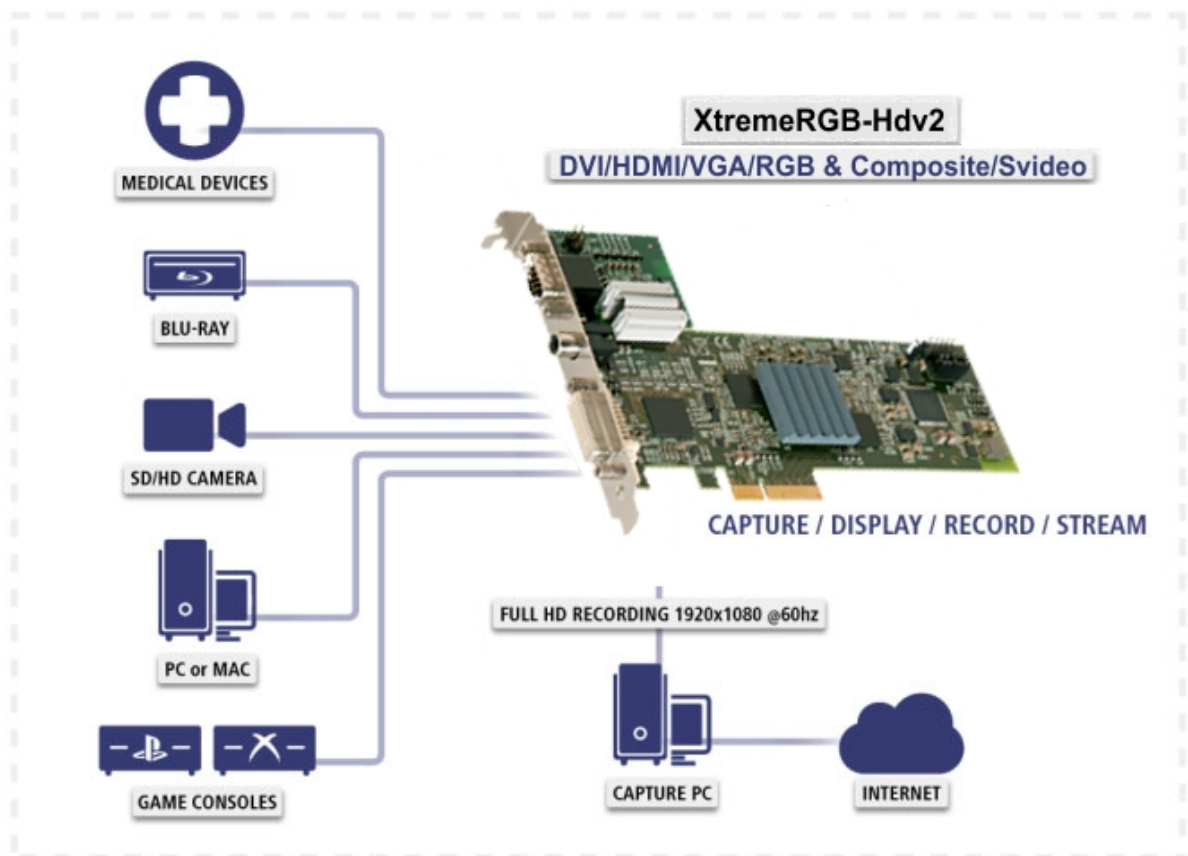 XtremeRGB-Hdv2
DVI/HDMI/VGA/RGB & Composite/Svideo
MEDICAL DEVICES
BLU-RAY
SD/HD CAMERA
PC or MAC
GAME CONSOLES
CAPTURE / DISPLAY / RECORD / STREAM
FULL HD RECORDING 1920x1080 @60hz
CAPTURE PC
INTERNET